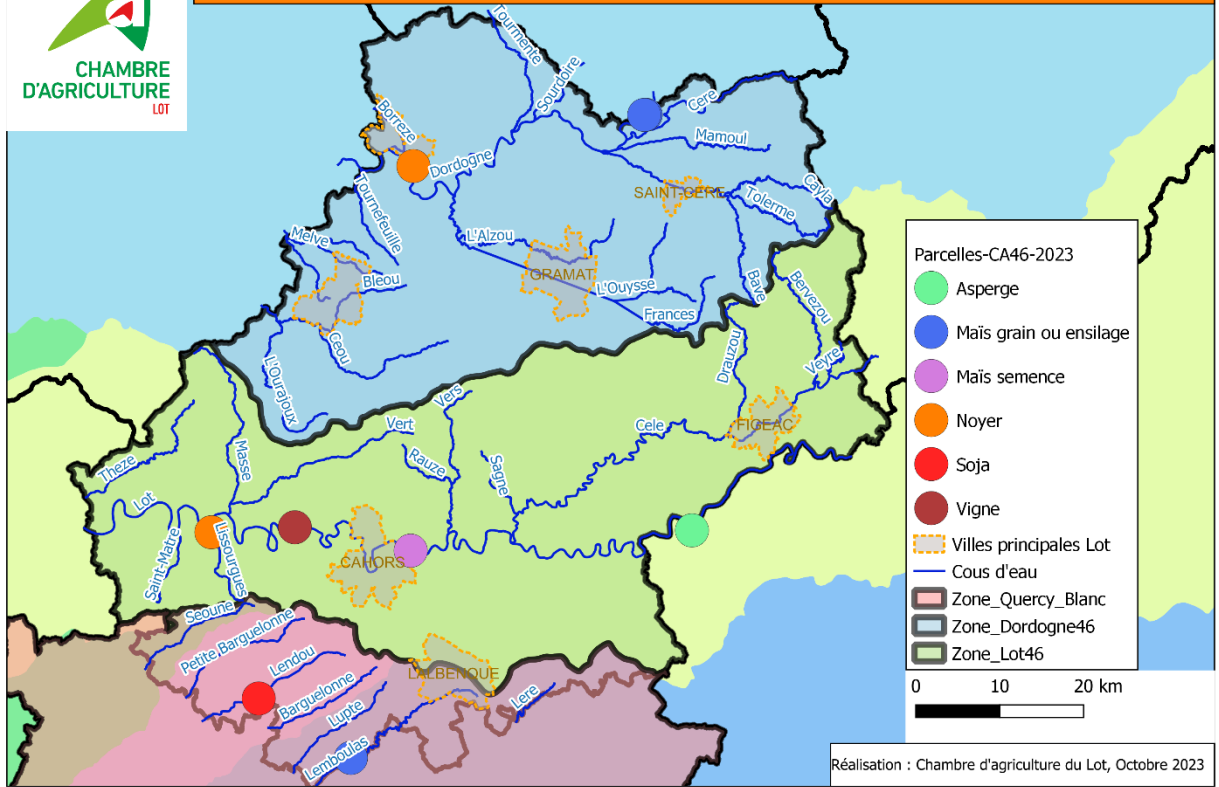 CHAMBRE
D'AGRICULTURE
LOT
Tourmente
Sourdoire
Borreze
Cere
Mamoul
Dordogne
SAINT-CERE
Cayla
Tolerme
Tournefeuille
Melve
L'Alzou
Bleou
GRAMAT
L'Ouysse
Frances
Bave
Bervezou
Ceou
L'Ourajoux
Drauzou
Veyre
Vers
Vert
Cele
FIGEAC
Masse
Theze
Rauze
Sagne
Lot
Saint-Matre
Lissourgues
CAHORS
Seoune
Petite Barguelonne
Lendou
LALBENQUE
Barguelonne
Lupte
Lere
Lemboulas
Parcelles-CA46-2023
Asperge
Maïs grain ou ensilage
Maïs semence
Noyer
Soja
Vigne
Villes principales Lot
Cous d'eau
Zone_Quercy_Blanc
Zone_Dordogne46
Zone_Lot46
0 10 20 km
Réalisation : Chambre d'agriculture du Lot, Octobre 2023